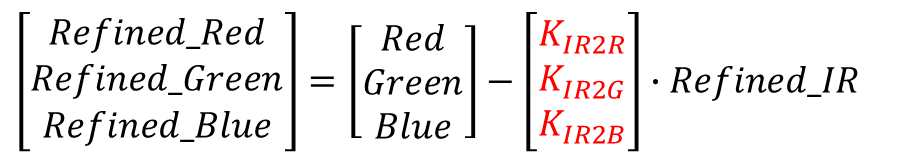 [Refined_Red Refined_Green Refined_Blue] = [Red Green Blue] − [K_IR2R K_IR2G K_IR2B] · Refined_IR